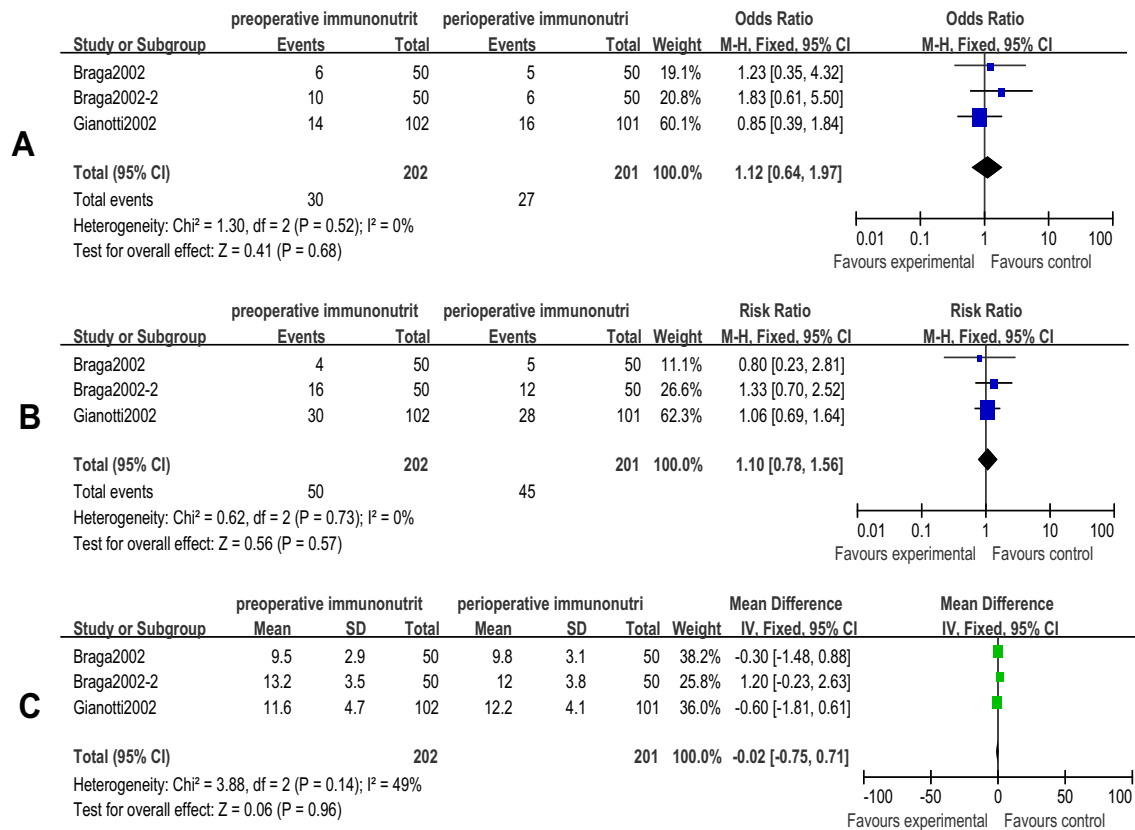 preoperative immunonutrit perioperative immunonutri Odds Ratio Odds Ratio
Study or Subgroup Events Total Events Total Weight M-H, Fixed, 95% CI M-H, Fixed, 95% CI
Braga2002 6 50 5 50 19.1% 1.23 [0.35, 4.32]
Braga2002-2 10 50 6 50 20.8% 1.83 [0.61, 5.50]
Gianotti2002 14 102 16 101 60.1% 0.85 [0.39, 1.84]
A
Total (95% CI) 202 201 100.0% 1.12 [0.64, 1.97]
Total events 30 27
Heterogeneity: Chi² = 1.30, df = 2 (P = 0.52); I² = 0%
Test for overall effect: Z = 0.41 (P = 0.68)
0.01 0.1 1 10 100
Favours experimental Favours control
preoperative immunonutrit perioperative immunonutri Risk Ratio Risk Ratio
Study or Subgroup Events Total Events Total Weight M-H, Fixed, 95% CI M-H, Fixed, 95% CI
Braga2002 4 50 5 50 11.1% 0.80 [0.23, 2.81]
Braga2002-2 16 50 12 50 26.6% 1.33 [0.70, 2.52]
Gianotti2002 30 102 28 101 62.3% 1.06 [0.69, 1.64]
B
Total (95% CI) 202 201 100.0% 1.10 [0.78, 1.56]
Total events 50 45
Heterogeneity: Chi² = 0.62, df = 2 (P = 0.73); I² = 0%
Test for overall effect: Z = 0.56 (P = 0.57)
0.01 0.1 1 10 100
Favours experimental Favours control
preoperative immunonutrit perioperative immunonutri Mean Difference Mean Difference
Study or Subgroup Mean SD Total Mean SD Total Weight IV, Fixed, 95% CI IV, Fixed, 95% CI
Braga2002 9.5 2.9 50 9.8 3.1 50 38.2% -0.30 [-1.48, 0.88]
Braga2002-2 13.2 3.5 50 12 3.8 50 25.8% 1.20 [-0.23, 2.63]
Gianotti2002 11.6 4.7 102 12.2 4.1 101 36.0% -0.60 [-1.81, 0.61]
C
Total (95% CI) 202 201 100.0% -0.02 [-0.75, 0.71]
Heterogeneity: Chi² = 3.88, df = 2 (P = 0.14); I² = 49%
Test for overall effect: Z = 0.06 (P = 0.96)
-100 -50 0 50 100
Favours experimental Favours control